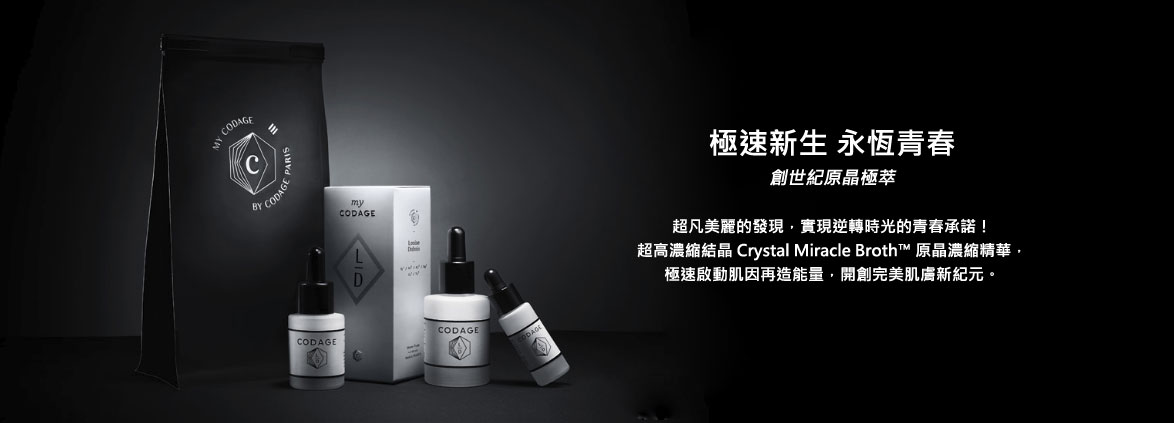 MY CODAGE
C
BY CODAGE PARIS
my
CODAGE
L
D
Louise
Dubois
CODAGE
CODAGE
CODAGE
極速新生 永恆青春
創世紀原晶極萃
超凡美麗的發現，實現逆轉時光的青春承諾！
超高濃縮結晶 Crystal Miracle Broth™ 原晶濃縮精華，
極速啟動肌因再造能量，開創完美肌膚新紀元。